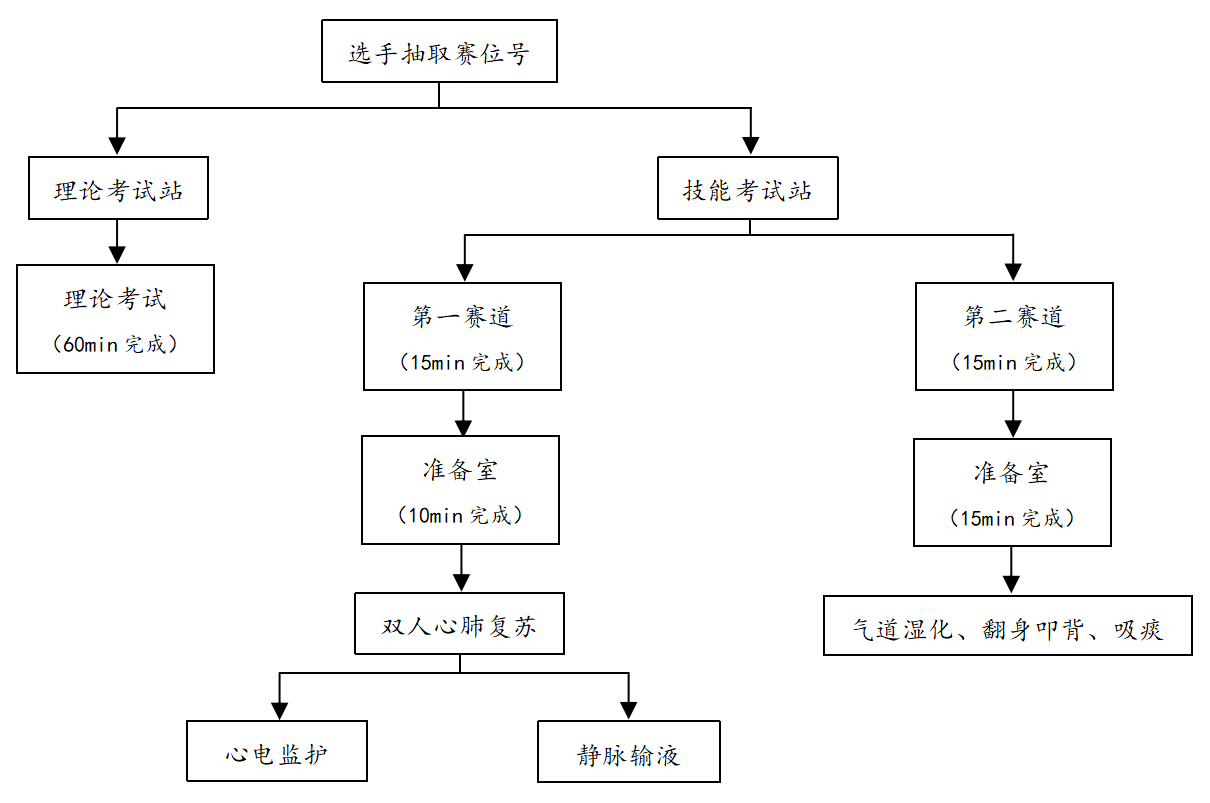 选手抽取赛位号
理论考试站
技能考试站
理论考试
（60min 完成）
第一赛道
（15min 完成）
第二赛道
（15min 完成）
准备室
（10min 完成）
准备室
（15min 完成）
双人心肺复苏
气道湿化、翻身叩背、吸痰
心电监护
静脉输液